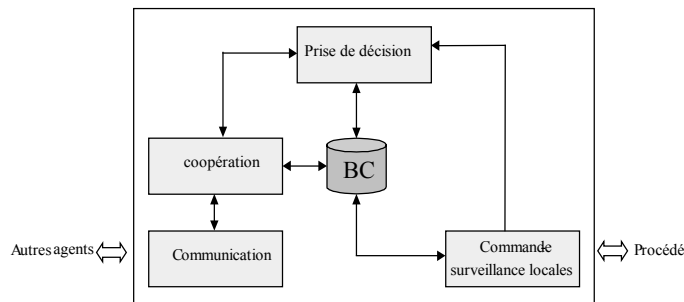 Prise de décision
coopération
BC
Autres agents
Communication
Commande-
surveillance locales
Procédé